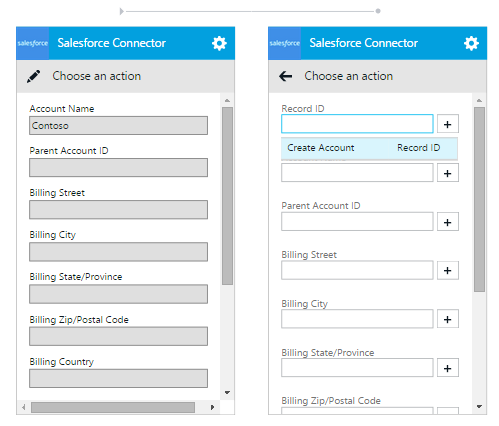 salesforce Salesforce Connector
Choose an action
Account Name
Contoso
Parent Account ID
Billing Street
Billing City
Billing State/Province
Billing Zip/Postal Code
Billing Country
salesforce Salesforce Connector
Choose an action
Record ID
+
Create Account Record ID
+
Parent Account ID
+
Billing Street
+
Billing City
+
Billing State/Province
+
Billing Zip/Postal Code